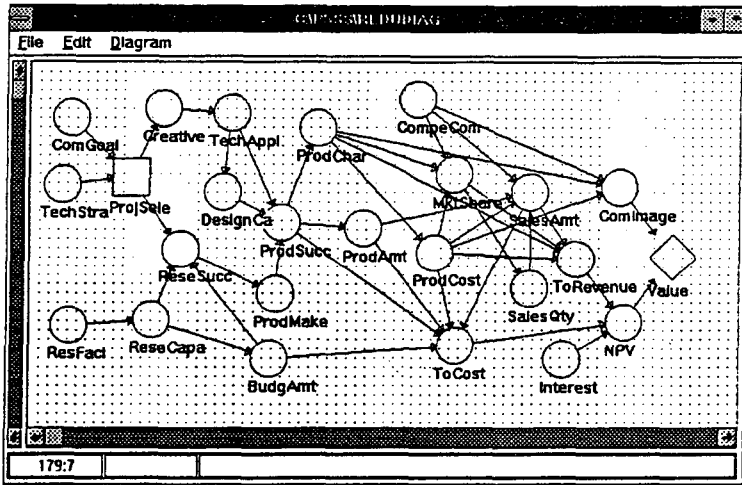 File Edit Diagram
ComGoal
Creative
TechAppl
ProdChar
CompeCom
TechStra
ProjSele
DesignCa
ProdSucc
ProdAmt
MktShare
SalesAmt
ComImage
ReseSucc
ProdMake
ProdCost
SalesQty
ToRevenue
Value
ResFacl
ReseCapa
BudgAmt
ToCost
Interest
NPV
179:7